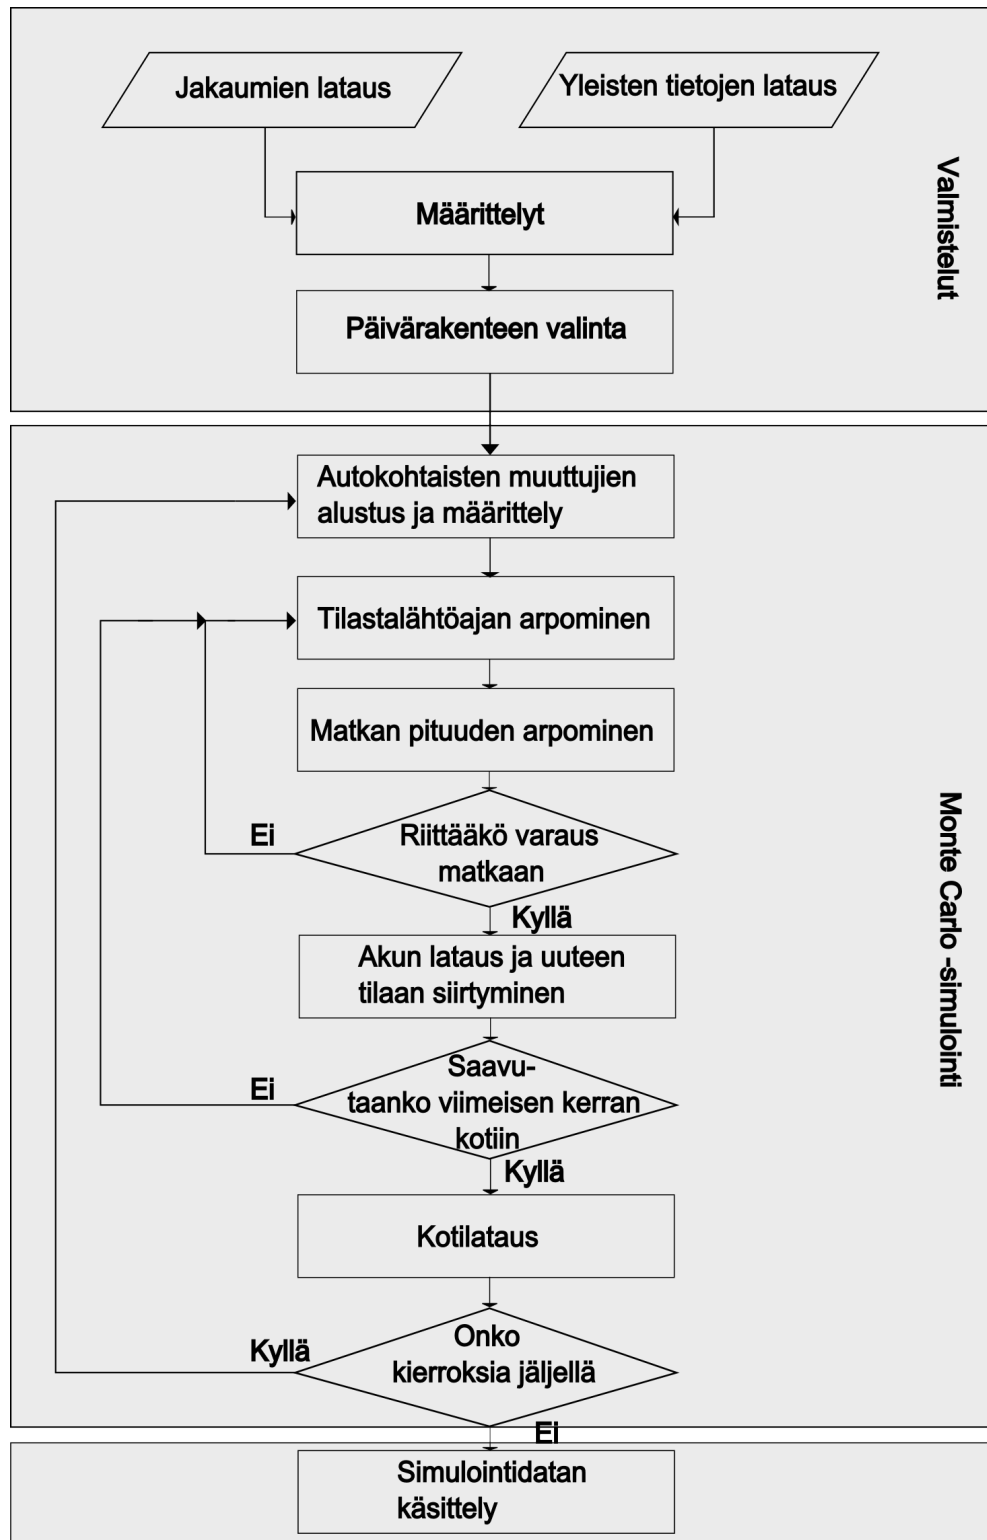 Jakaumien lataus
Yleisten tietojen lataus
Määrittelyt
Päivärakenteen valinta
Valmistelut
Autokohtaisten muuttujien
alustus ja määrittely
Tilastalähtöajan arpominen
Matkan pituuden arpominen
Riittääkö varaus
matkaan
Ei
Kyllä
Akun lataus ja uuteen
tilaan siirtyminen
Saavu-
taanko viimeisen kerran
kotiin
Ei
Kyllä
Kotilataus
Onko
kierroksia jäljellä
Kyllä
Ei
Monte Carlo -simulointi
Simulointidatan
käsittely